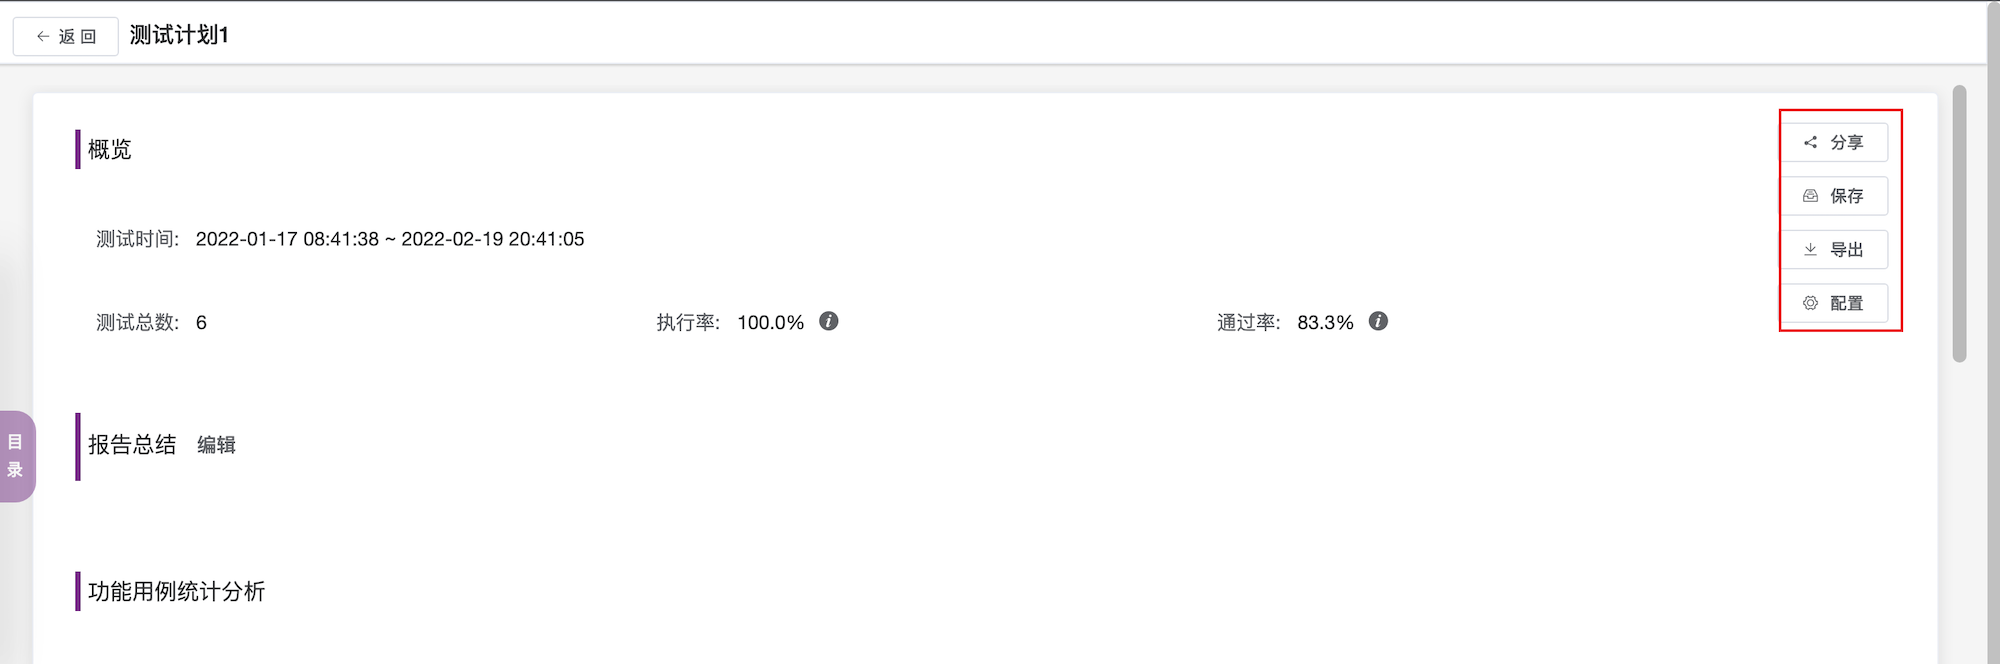 返 回
测试计划1
概览
分享
保存
导出
配置
测试时间: 2022-01-17 08:41:38 ~ 2022-02-19 20:41:05
测试总数: 6
执行率: 100.0%
通过率: 83.3%
目录
报告总结 编辑
功能用例统计分析